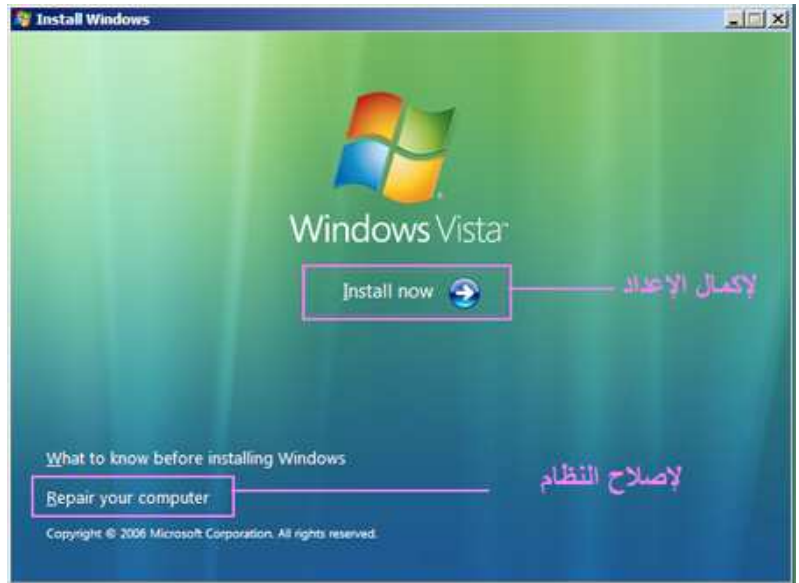 Install Windows
Windows Vista
Install now
لإكمال الإعداد
What to know before installing Windows
لإصلاح النظام
Repair your computer
Copyright © 2006 Microsoft Corporation. All rights reserved.